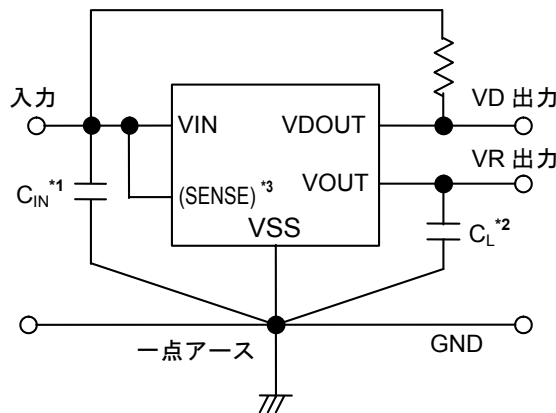 入力
VIN
VDOUT
VD 出力
VR 出力
(SENSE)*3
VOUT
CIN*1
VSS
CL*2
一点アース
GND